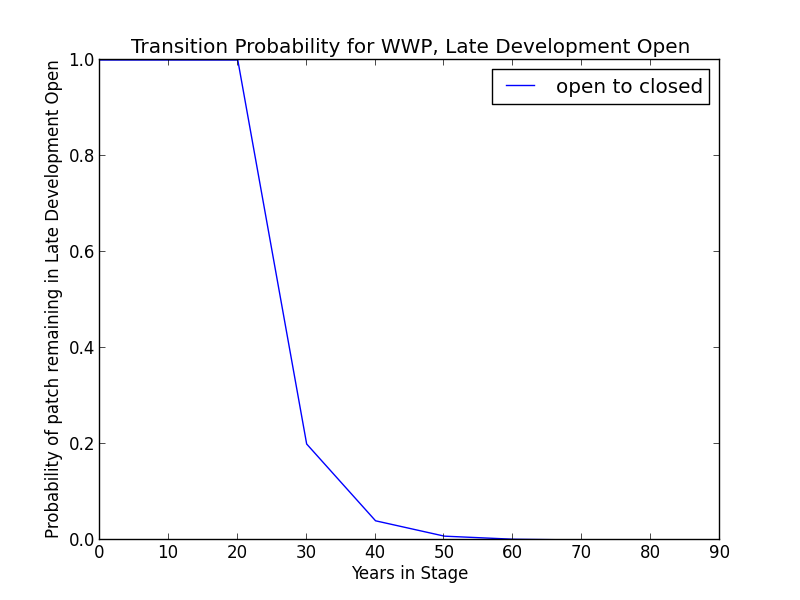 Transition Probability for WWP, Late Development Open
open to closed
Probability of patch remaining in Late Development Open
1.0
0.8
0.6
0.4
0.2
0.0
0 10 20 30 40 50 60 70 80 90
Years in Stage